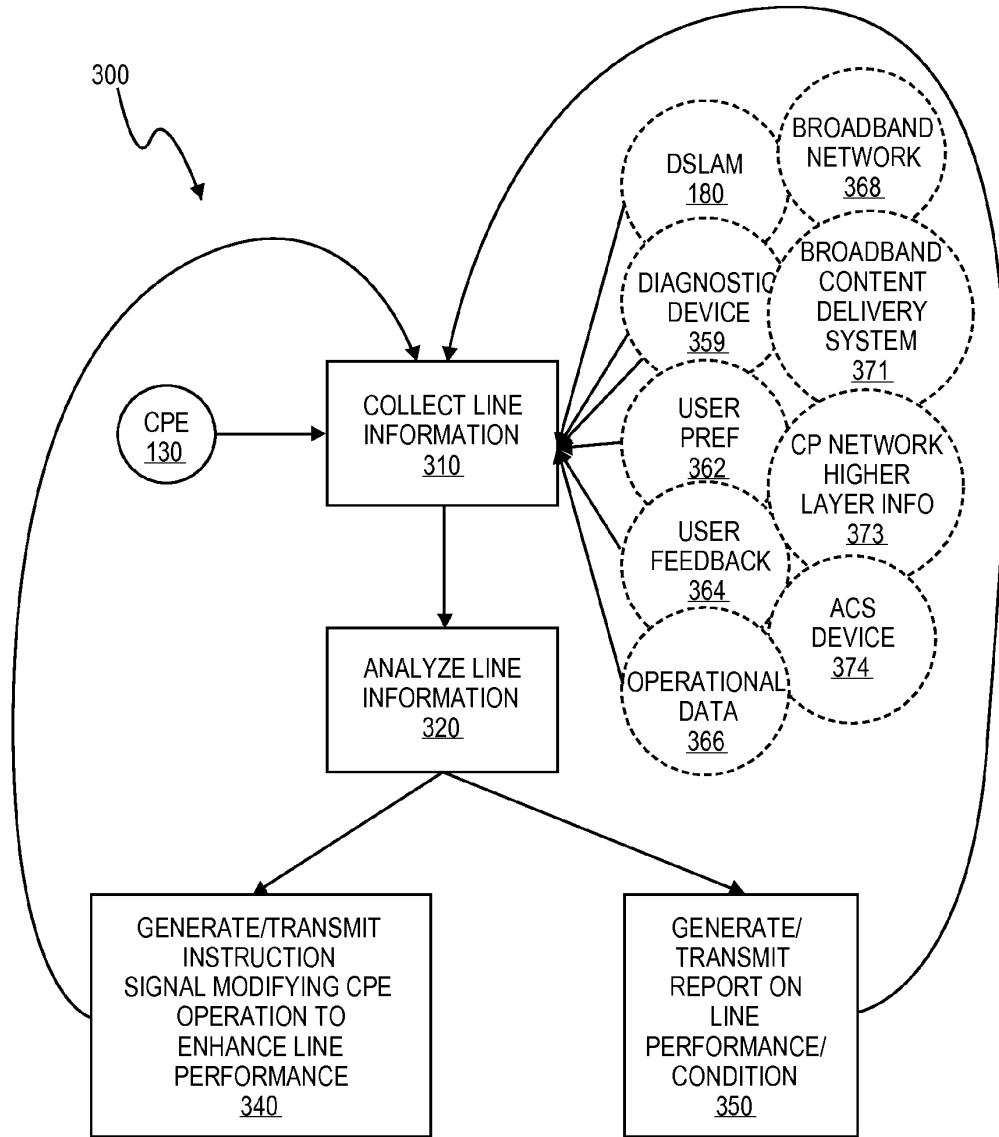 300
DSLAM
180
BROADBAND
NETWORK
368
DIAGNOSTIC
DEVICE
359
BROADBAND
CONTENT
DELIVERY
SYSTEM
371
CPE
130
COLLECT LINE
INFORMATION
310
USER
PREF
362
CP NETWORK
HIGHER
LAYER INFO
373
USER
FEEDBACK
364
ACS
DEVICE
374
OPERATIONAL
DATA
366
ANALYZE LINE
INFORMATION
320
GENERATE/TRANSMIT
INSTRUCTION
SIGNAL MODIFYING CPE
OPERATION TO
ENHANCE LINE
PERFORMANCE
340
GENERATE/
TRANSMIT
REPORT ON
LINE
PERFORMANCE/
CONDITION
350